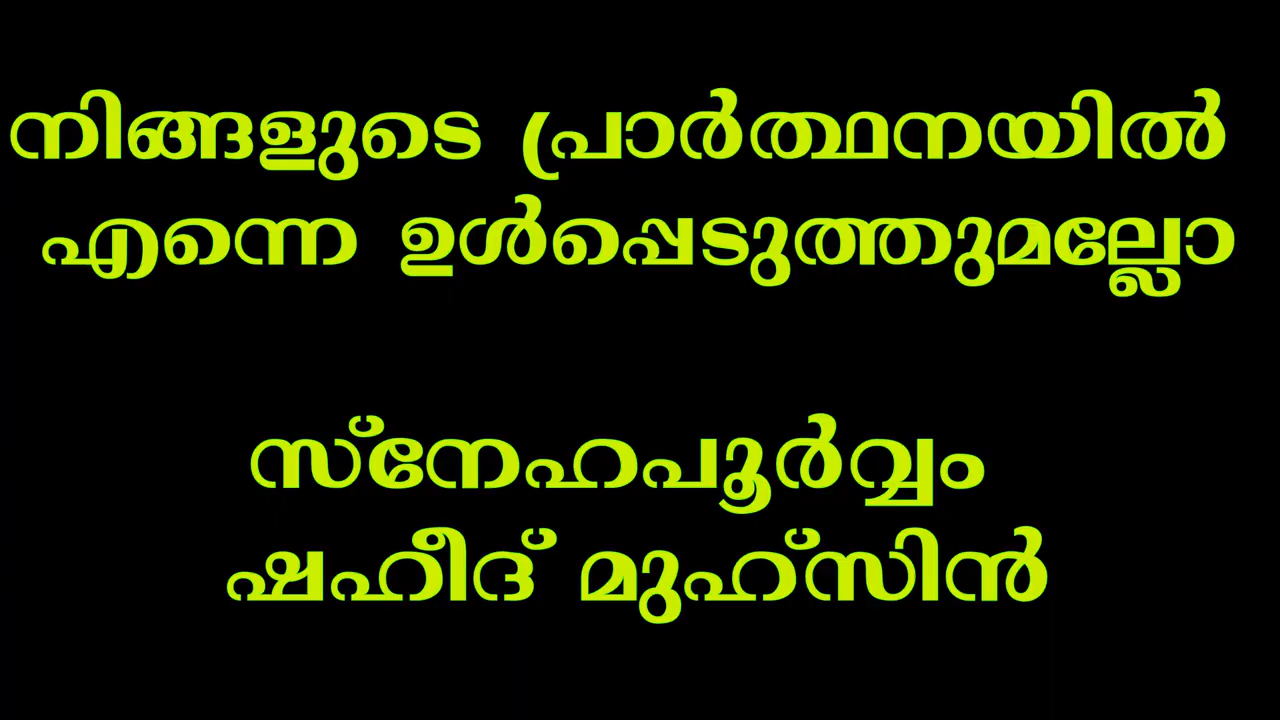 നിങ്ങളുടെ പ്രാർത്ഥനയിൽ
എന്നെ ഉൾപ്പെടുത്തുമല്ലോ
സ്നേഹപൂർവ്വം
ഷഹീദ് മുഹ്സിൻ